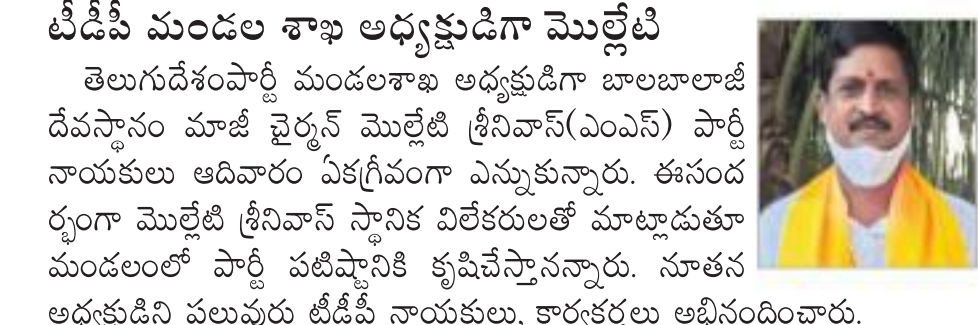 టీడీపీ మండల శాఖ అధ్యక్షుడిగా మొల్లేటి
తెలుగుదేశంపార్టీ మండలశాఖ అధ్యక్షుడిగా బాలబాలాజీ
దేవస్థానం మాజీ చైర్మన్ మొల్లేటి శ్రీనివాస్(ఎంఎస్) పార్టీ
నాయకులు ఆదివారం ఏకగ్రీవంగా ఎన్నుకున్నారు. ఈసంద
ర్భంగా మొల్లేటి శ్రీనివాస్ స్థానిక విలేకరులతో మాట్లాడుతూ
మండలంలో పార్టీ పటిష్టానికి కృషిచేస్తానన్నారు. నూతన
అధ్యక్షుడిని పలువురు టీడీపీ నాయకులు, కార్యకర్తలు అభినందించారు.